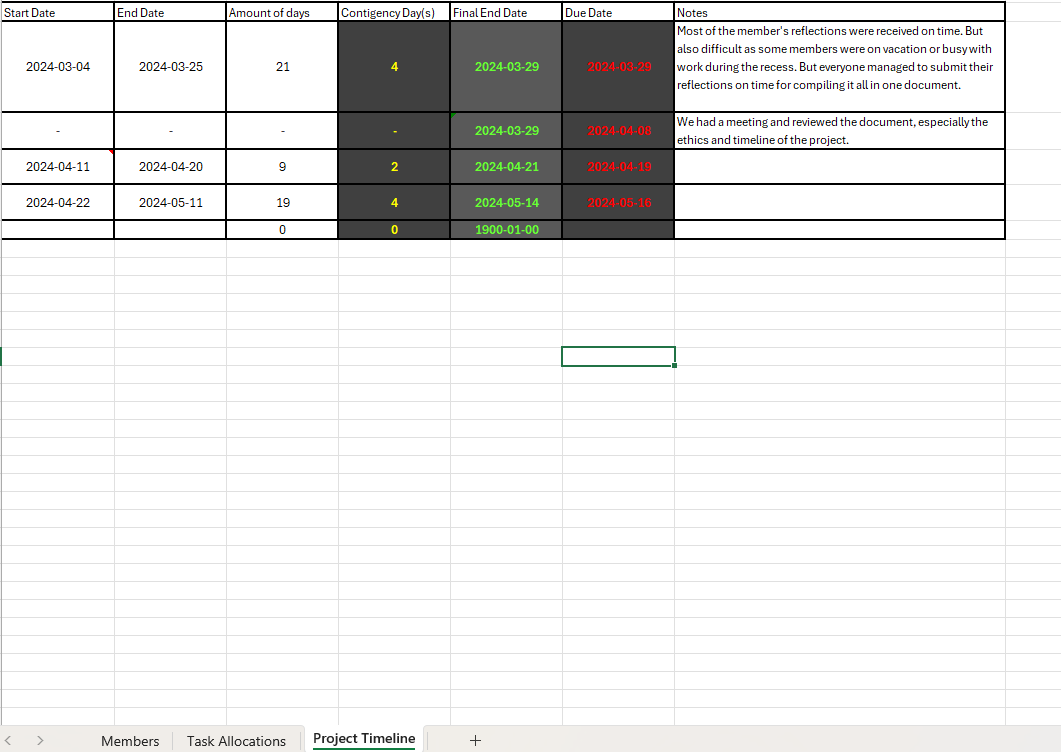 Start Date End Date Amount of days Contigency Day(s) Final End Date Due Date Notes
2024-03-04 2024-03-25 21 4 2024-03-29 2024-03-29
Most of the member's reflections were received on time. But
also difficult as some members were on vacation or busy with
work during the recess. But everyone managed to submit their
reflections on time for compiling it all in one document.
- - - - 2024-03-29 2024-04-08
We had a meeting and reviewed the document, especially the
ethics and timeline of the project.
2024-04-11 2024-04-20 9 2 2024-04-21 2024-04-19
2024-04-22 2024-05-11 19 4 2024-05-14 2024-05-16
0 0 1900-01-00
Members Task Allocations Project Timeline